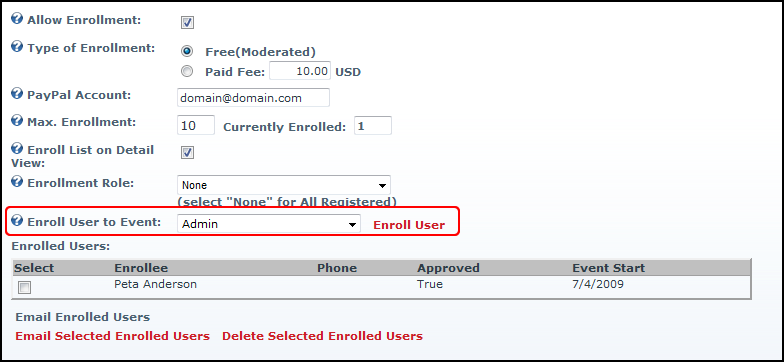 Allow Enrollment:
Type of Enrollment: Free(Moderated)
Paid Fee: 10.00 USD
PayPal Account: domain@domain.com
Max. Enrollment: 10 Currently Enrolled: 1
Enroll List on Detail
View:
Enrollment Role: None
(select "None" for All Registered)
Enroll User to Event: Admin Enroll User
Enrolled Users:
Select Enrollee Phone Approved Event Start
Peta Anderson True 7/4/2009
Email Enrolled Users
Email Selected Enrolled Users Delete Selected Enrolled Users